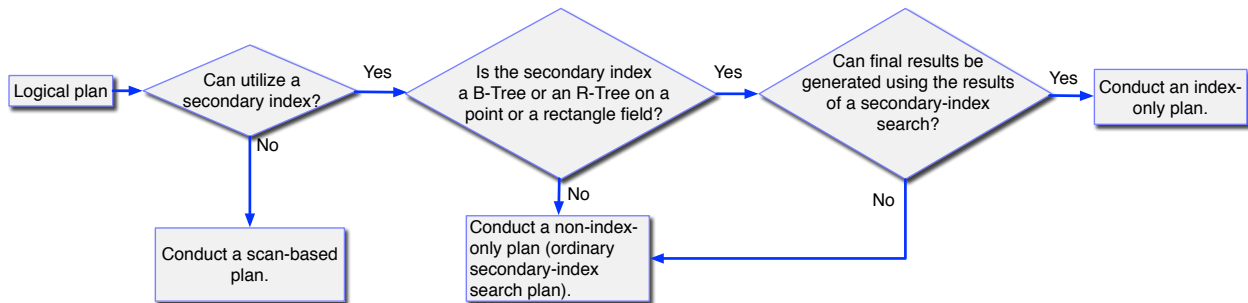 Logical plan
Can utilize a
secondary index?
Yes
No
Conduct a scan-based
plan.
Is the secondary index
a B-Tree or an R-Tree on a
point or a rectangle field?
Yes
No
Conduct a non-index-
only plan (ordinary
secondary-index
search plan).
Can final results be
generated using the results
of a secondary-index
search?
Yes
No
Conduct an index-
only plan.